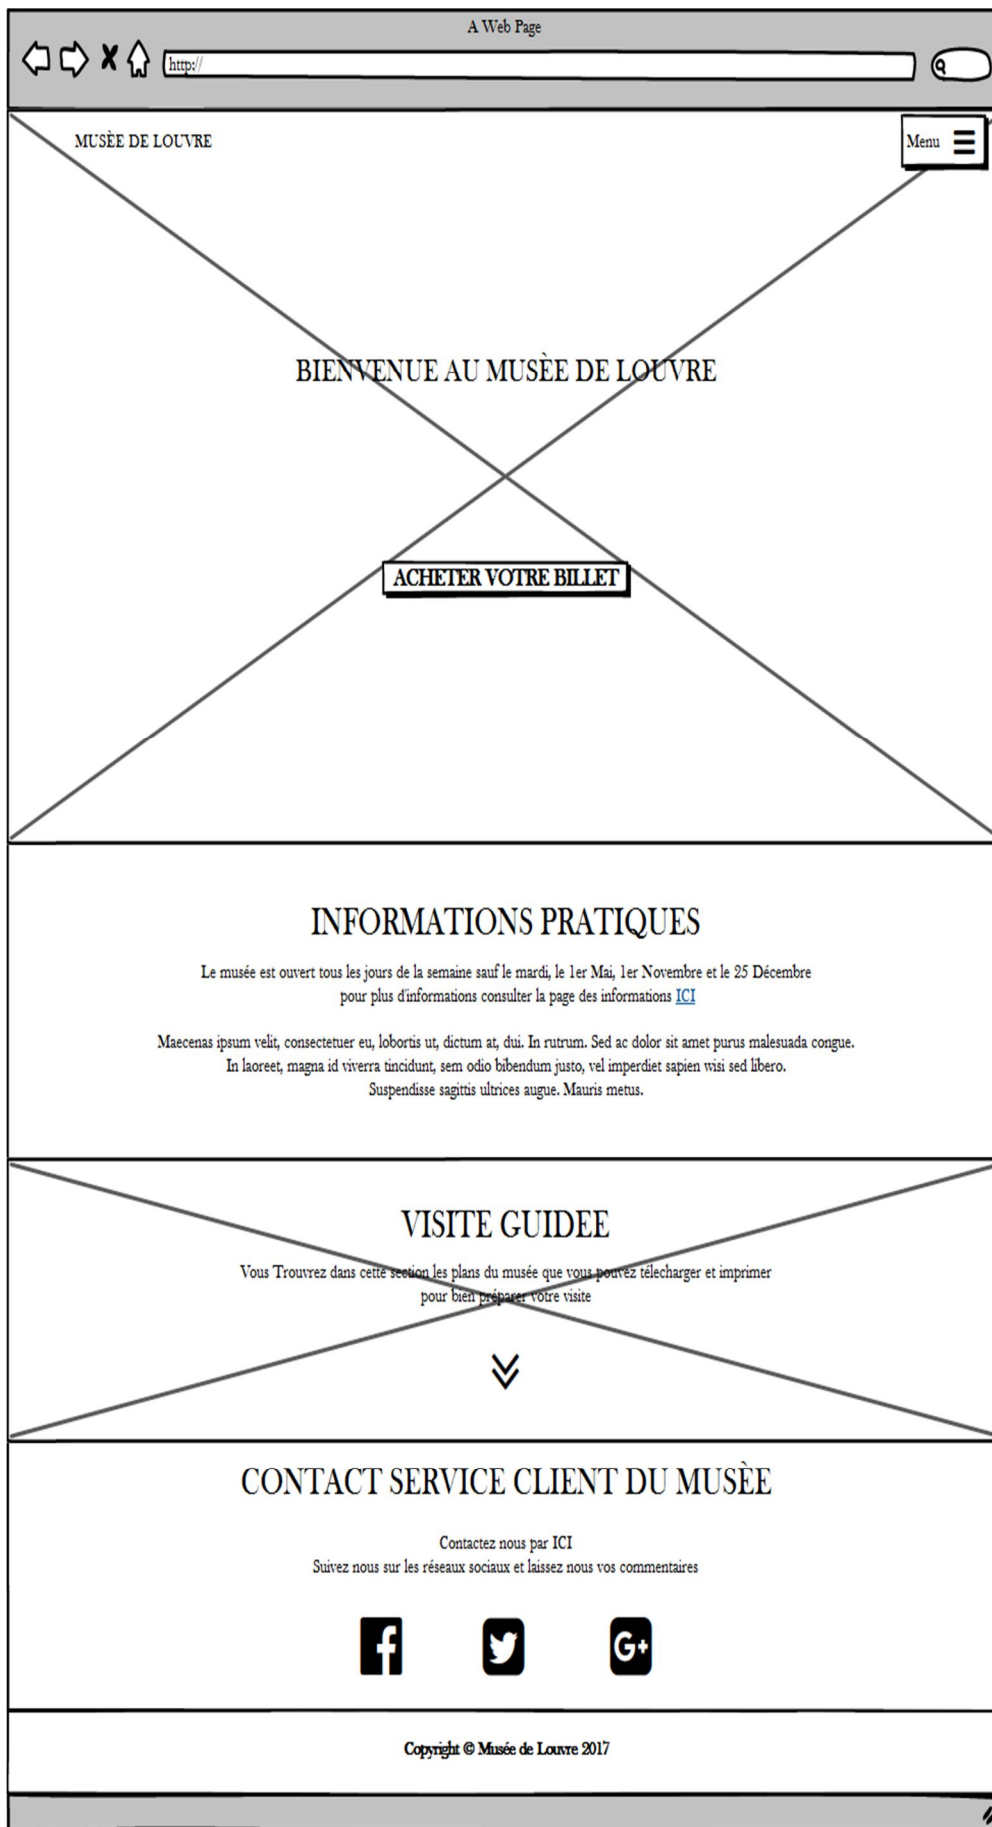 A Web Page
http://
MUSÈE DE LOUVRE
Menu
BIENVENUE AU MUSÈE DE LOUVRE
ACHETER VOTRE BILLET
INFORMATIONS PRATIQUES
Le musée est ouvert tous les jours de la semaine sauf le mardi, le 1er Mai, 1er Novembre et le 25 Décembre
pour plus d'informations consulter la page des informations ICI
Maecenas ipsum velit, consectetuer eu, lobortis ut, dictum at, dui. In rutrum. Sed ac dolor sit amet purus malesuada congue.
In laoreet, magna id viverra tincidunt, sem odio bibendum justo, vel imperdiet sapien wisi sed libero.
Suspendisse sagittis ultrices augue. Mauris metus.
VISITE GUIDEE
Vous Trouvrez dans cette section les plans du musée que vous pouvez télecharger et imprimer
pour bien préparer votre visite
CONTACT SERVICE CLIENT DU MUSÈE
Contactez nous par ICI
Suivez nous sur les réseaux sociaux et laissez nous vos commentaires
f G+
Copyright © Musée de Louvre 2017